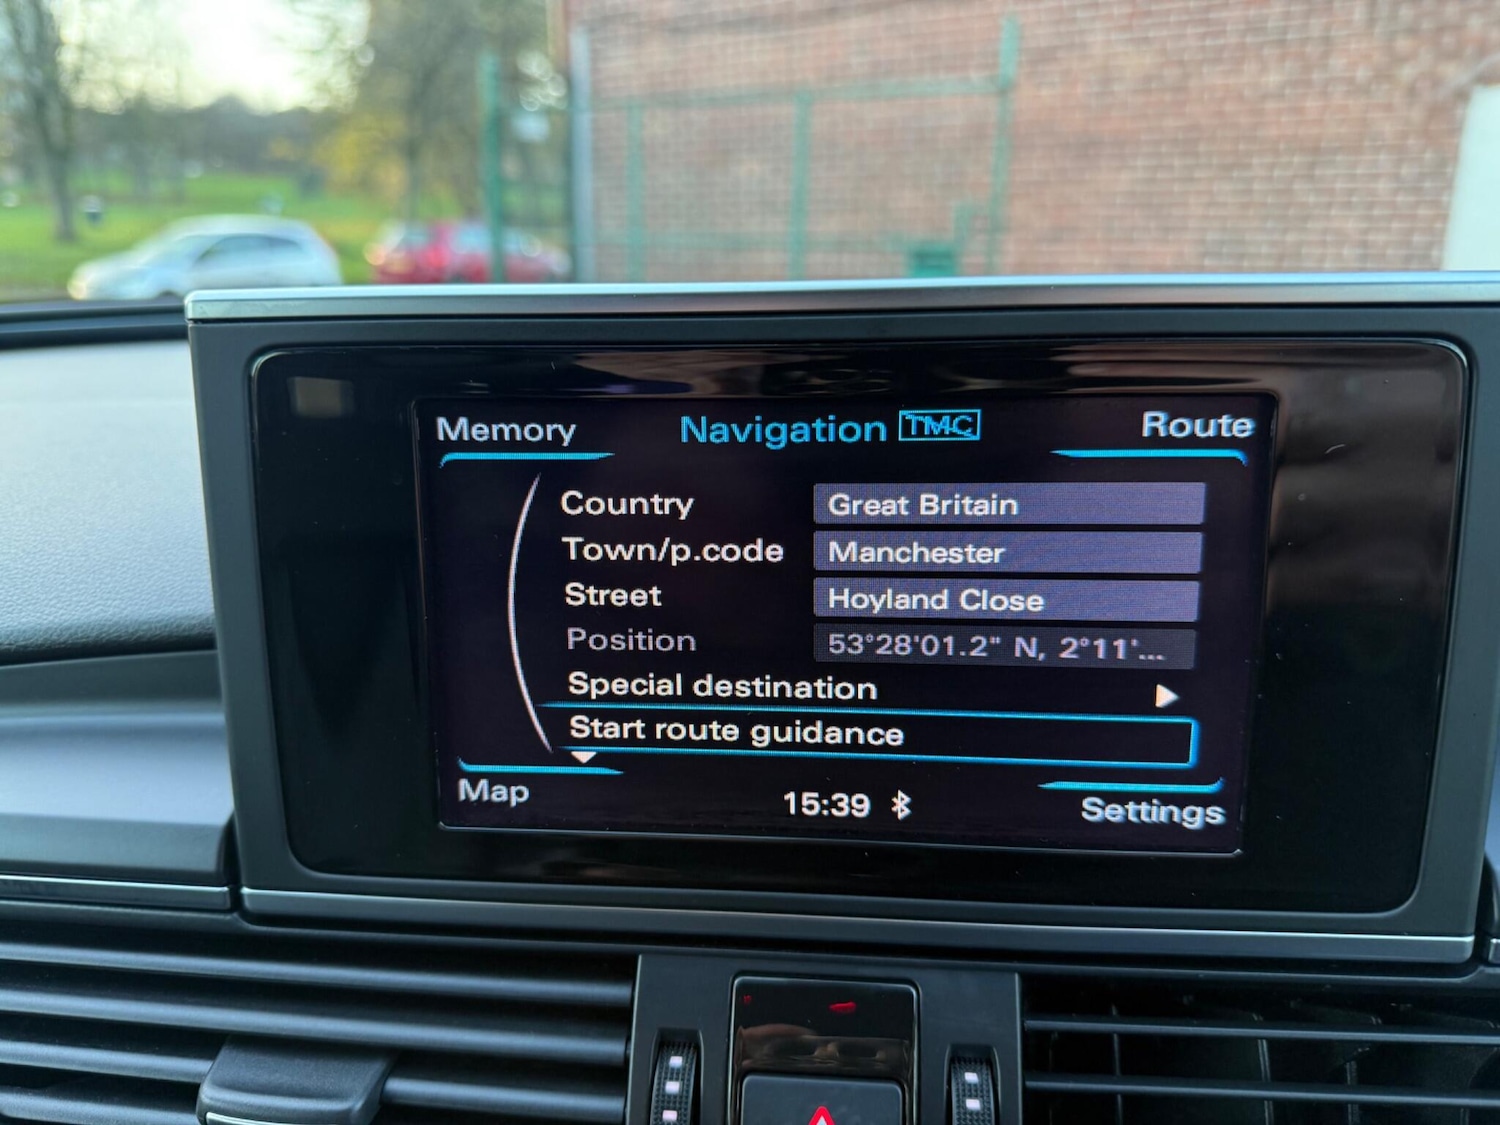 Memory
Navigation TMC
Route
Country Great Britain
Town/p.code Manchester
Street Hoyland Close
Position 53°28'01.2" N, 2°11'...
Special destination
Start route guidance
Map
15:39
Settings